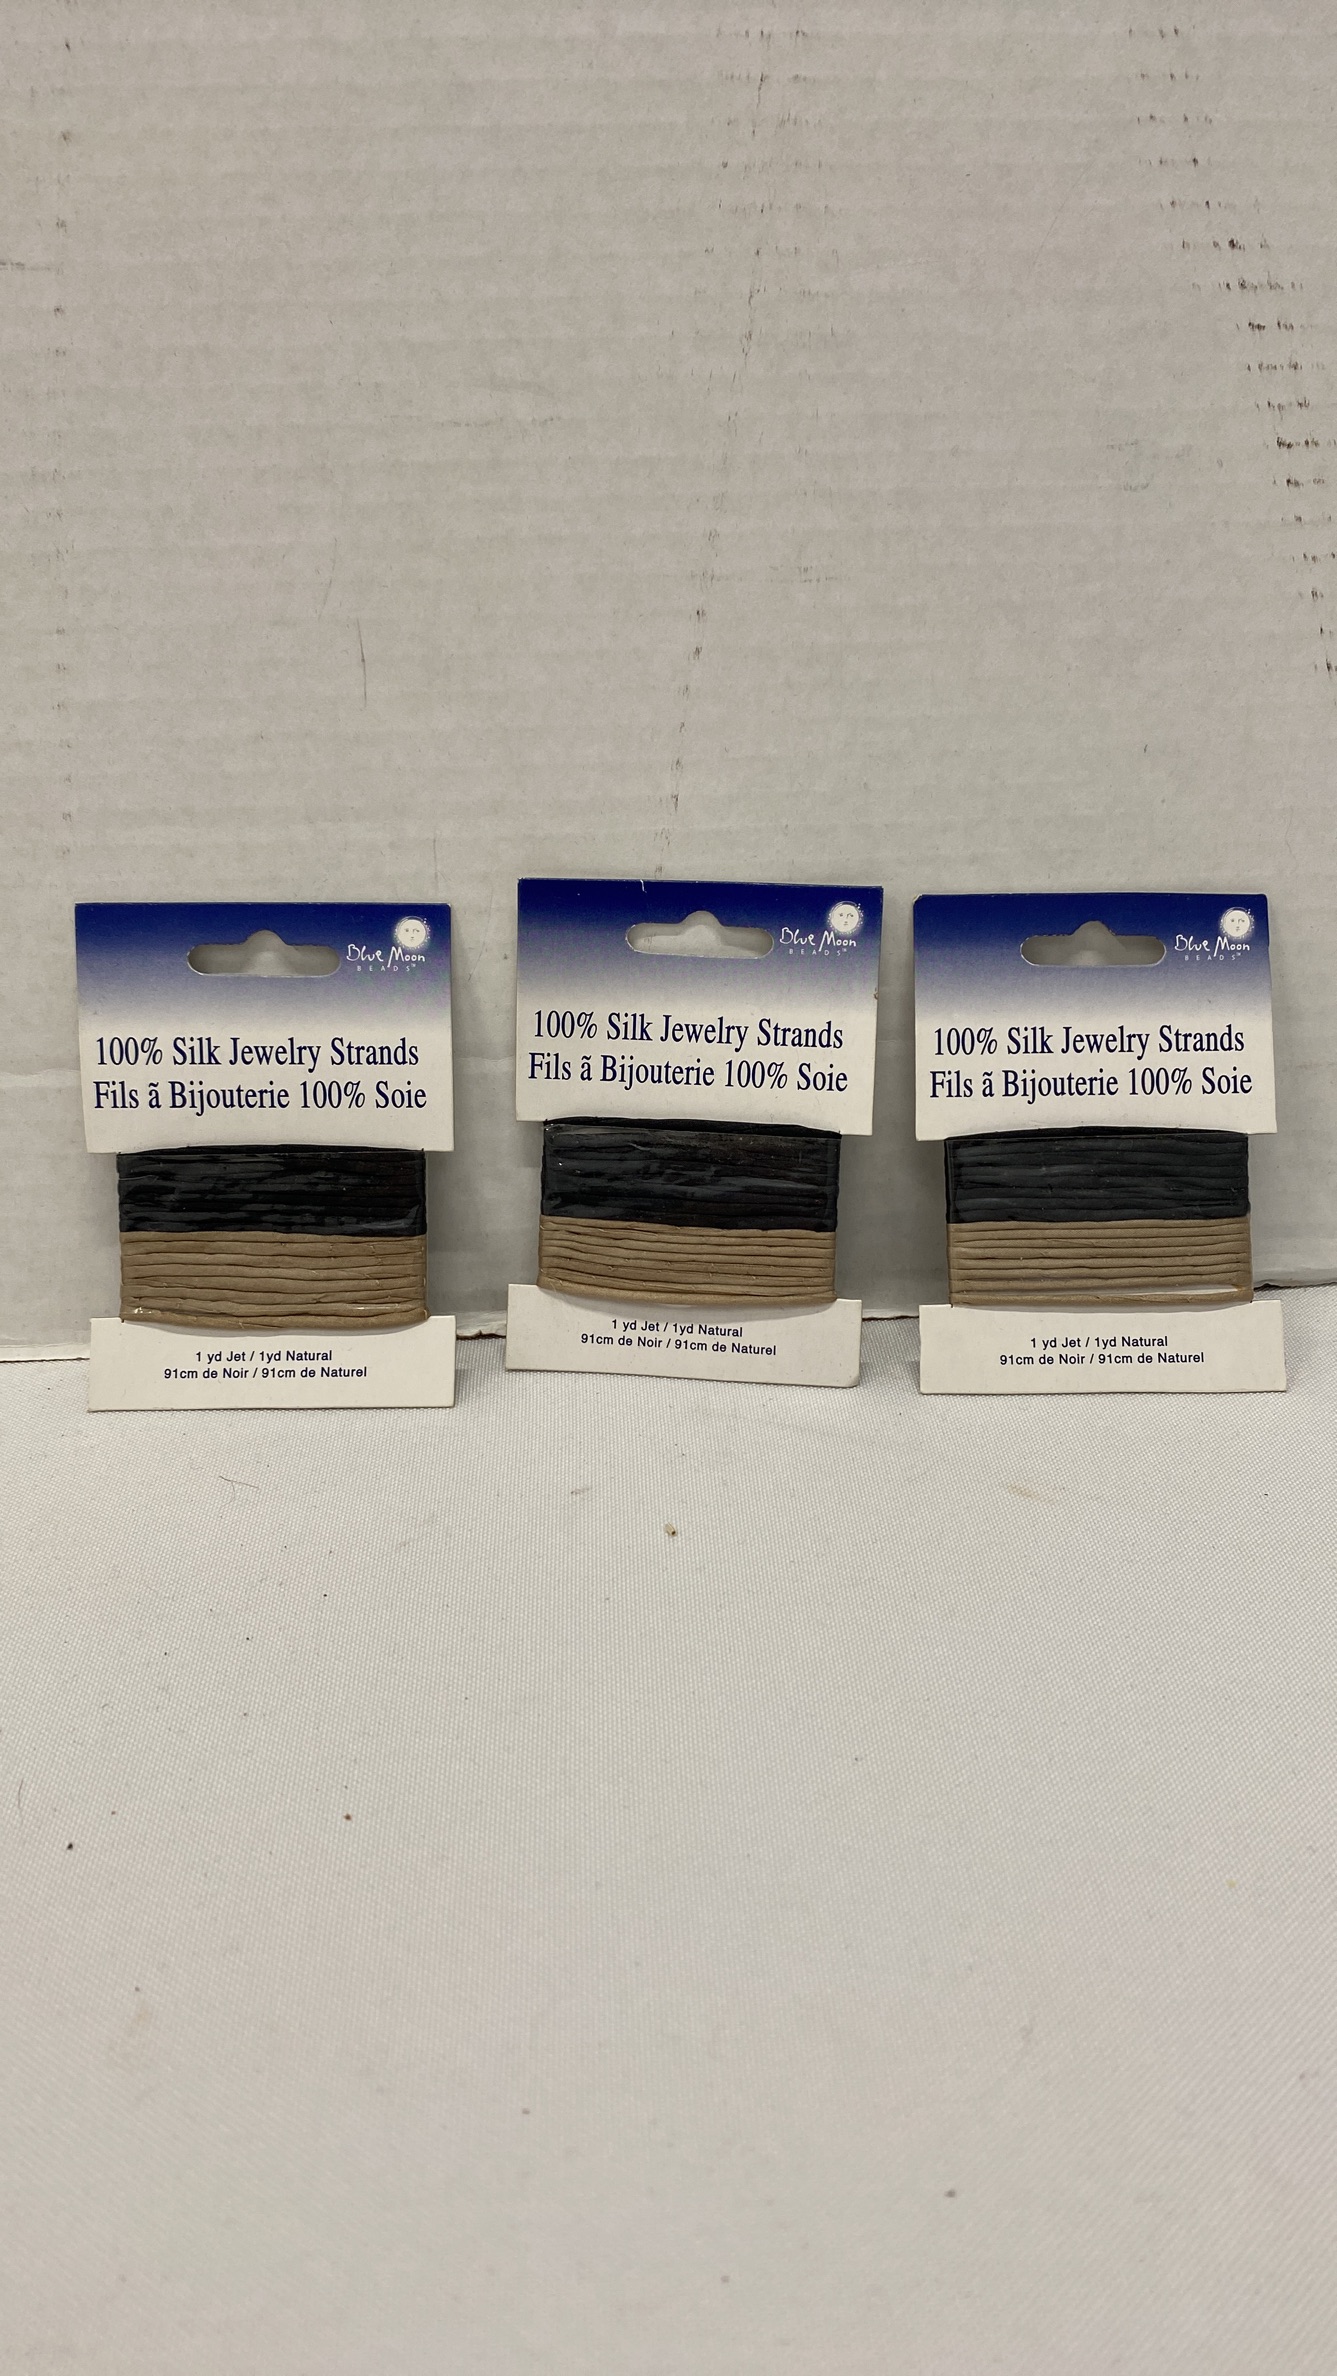 Blue Moon
BEADS™
100% Silk Jewelry Strands
Fils ã Bijouterie 100% Soie
1 yd Jet / 1yd Natural
91cm de Noir / 91cm de Naturel
Blue Moon
BEADS™
100% Silk Jewelry Strands
Fils ã Bijouterie 100% Soie
1 yd Jet / 1yd Natural
91cm de Noir / 91cm de Naturel
Blue Moon
BEADS™
100% Silk Jewelry Strands
Fils ã Bijouterie 100% Soie
1 yd Jet / 1yd Natural
91cm de Noir / 91cm de Naturel